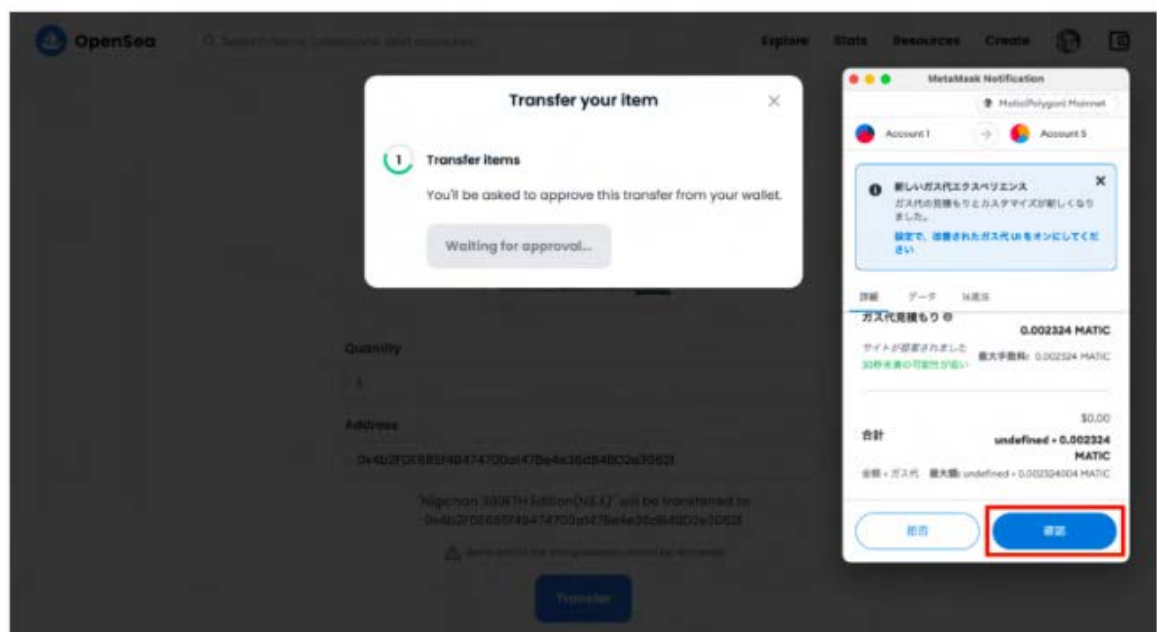 OpenSea
Explore Stats Resources Create
Transfer your item
1 Transfer items
You'll be asked to approve this transfer from your wallet.
Waiting for approval...
Quantity
1
Address
will be transferred to
Transfer
MetaMask Notification
Matic/Polygon Mainnet
Account 1
Account 5
新しいガス代エクスペリエンス
ガス代の見積もりとカスタマイズが新しくなり
ました。
設定で、改善されたガス代 UI をオンにしてくだ
さい
詳細 データ
ガス代見積もり
0.002324 MATIC
サイトが提案されました
30秒未満の可能性が高い
最大手数料: 0.002324 MATIC
$0.00
合計
undefined + 0.002324
MATIC
金額 + ガス代 最大額: undefined + 0.002324004 MATIC
拒否
確認